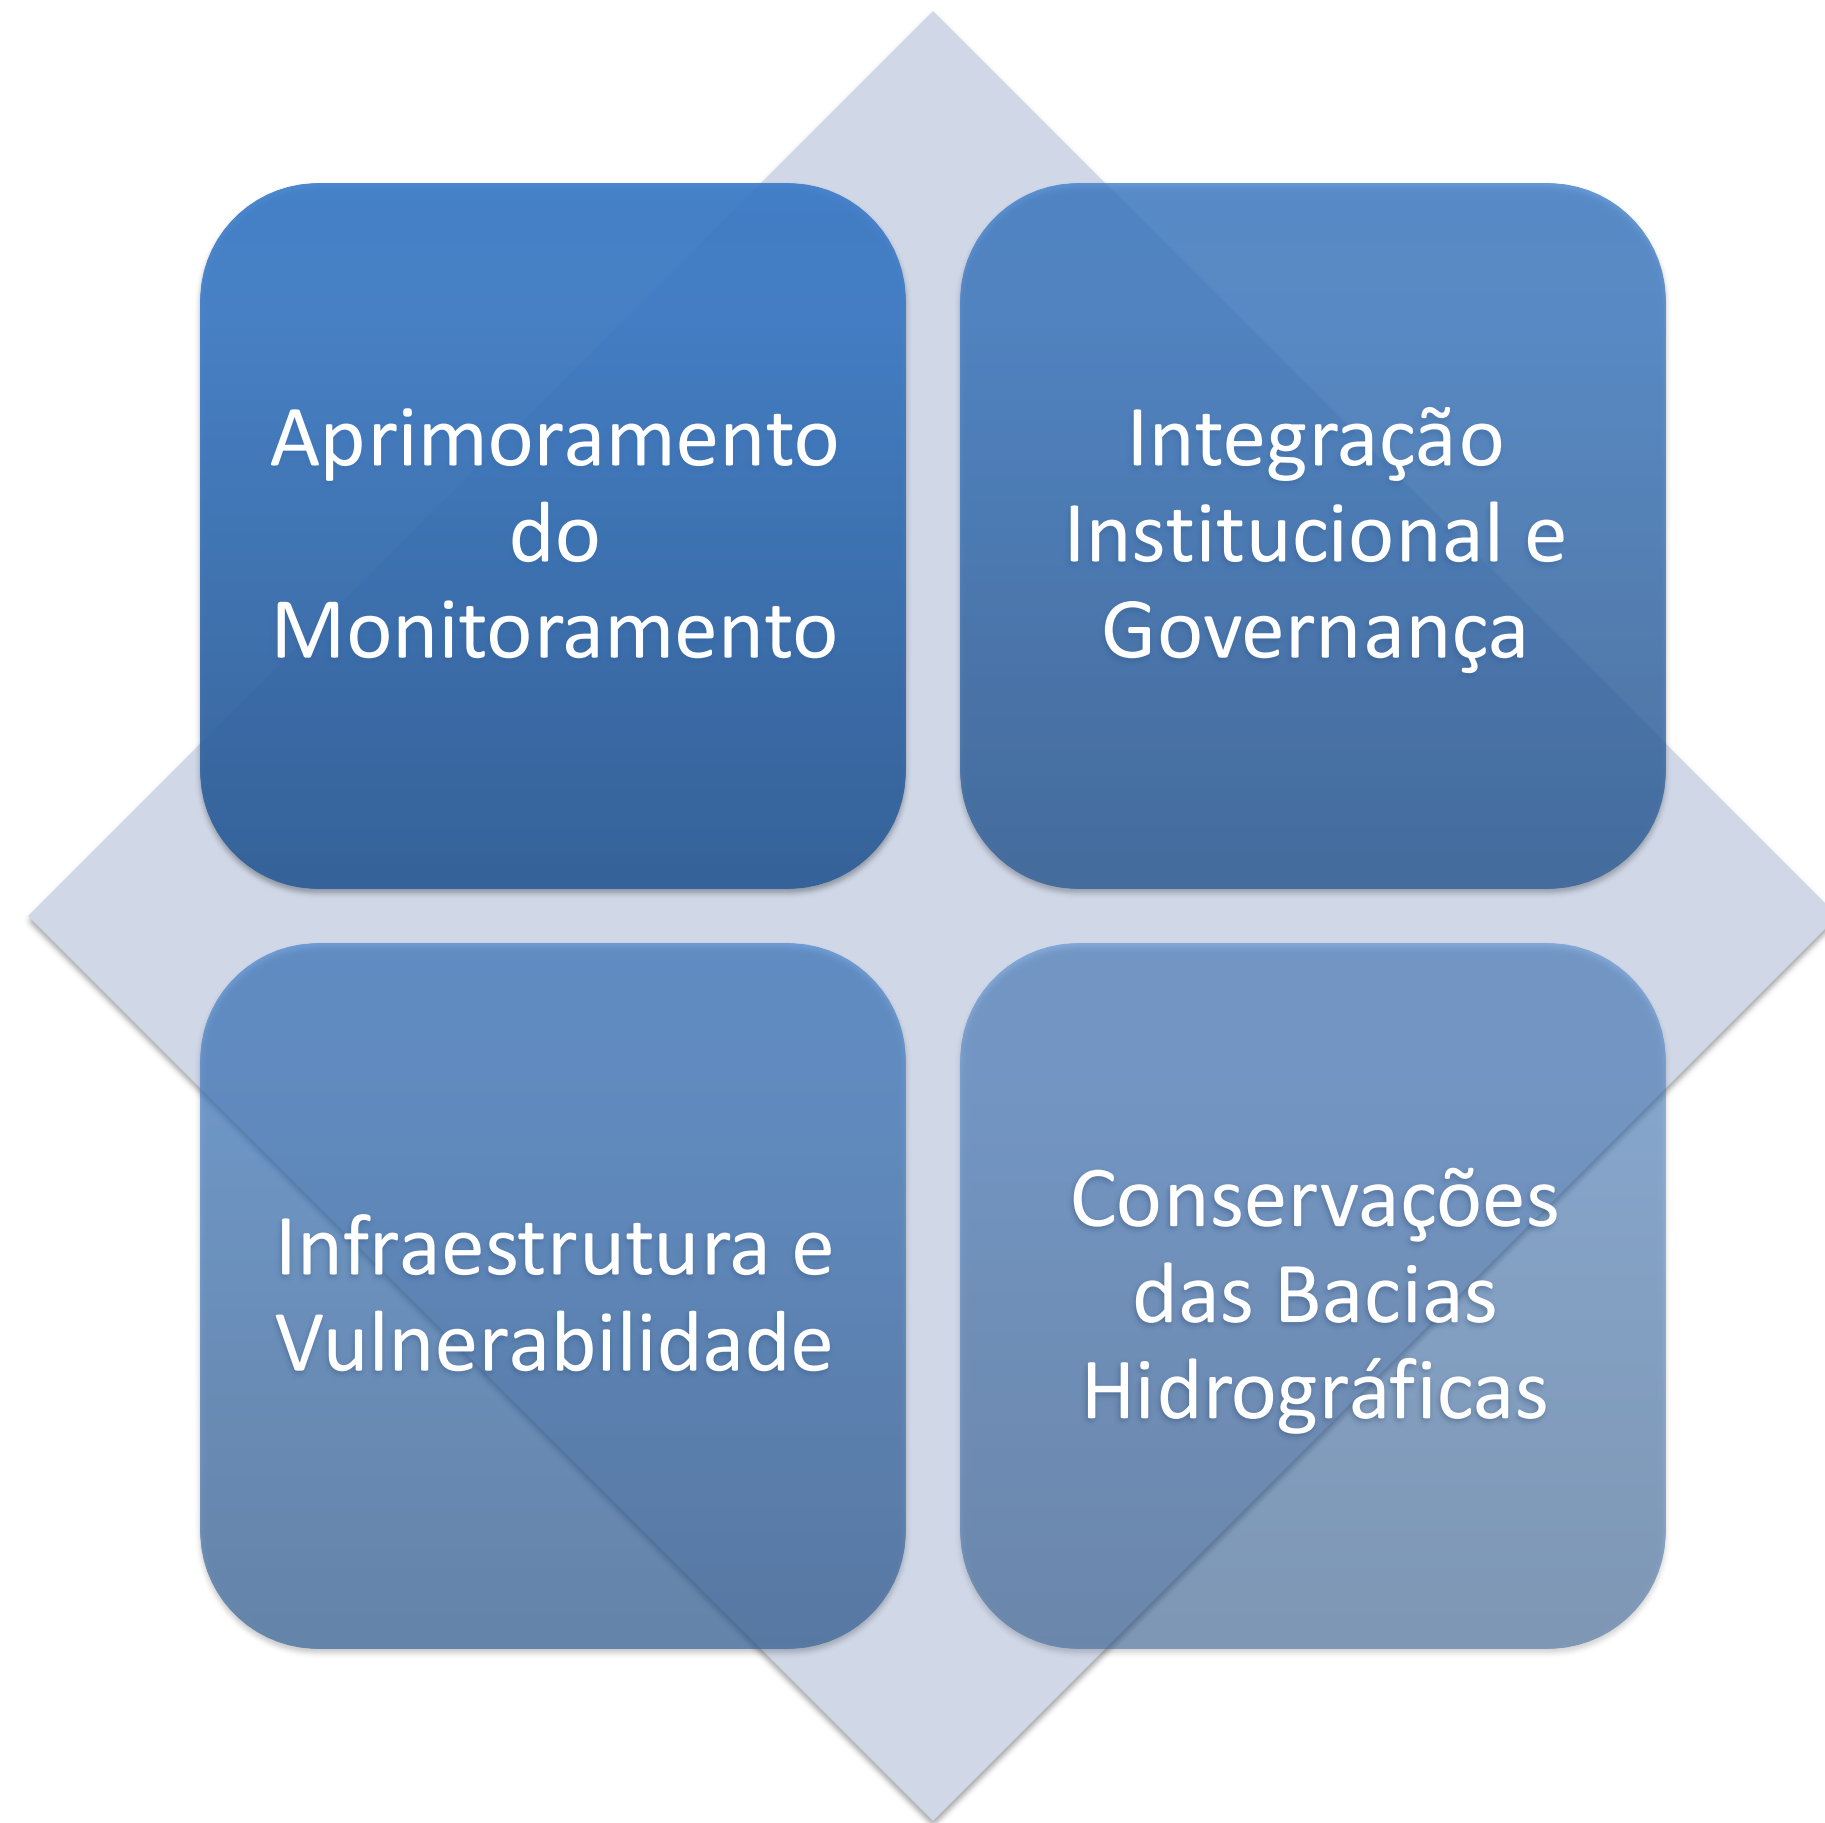 Aprimoramento
do
Monitoramento
Integração
Institucional e
Governança
Infraestrutura e
Vulnerabilidade
Conservações
das Bacias
Hidrográficas